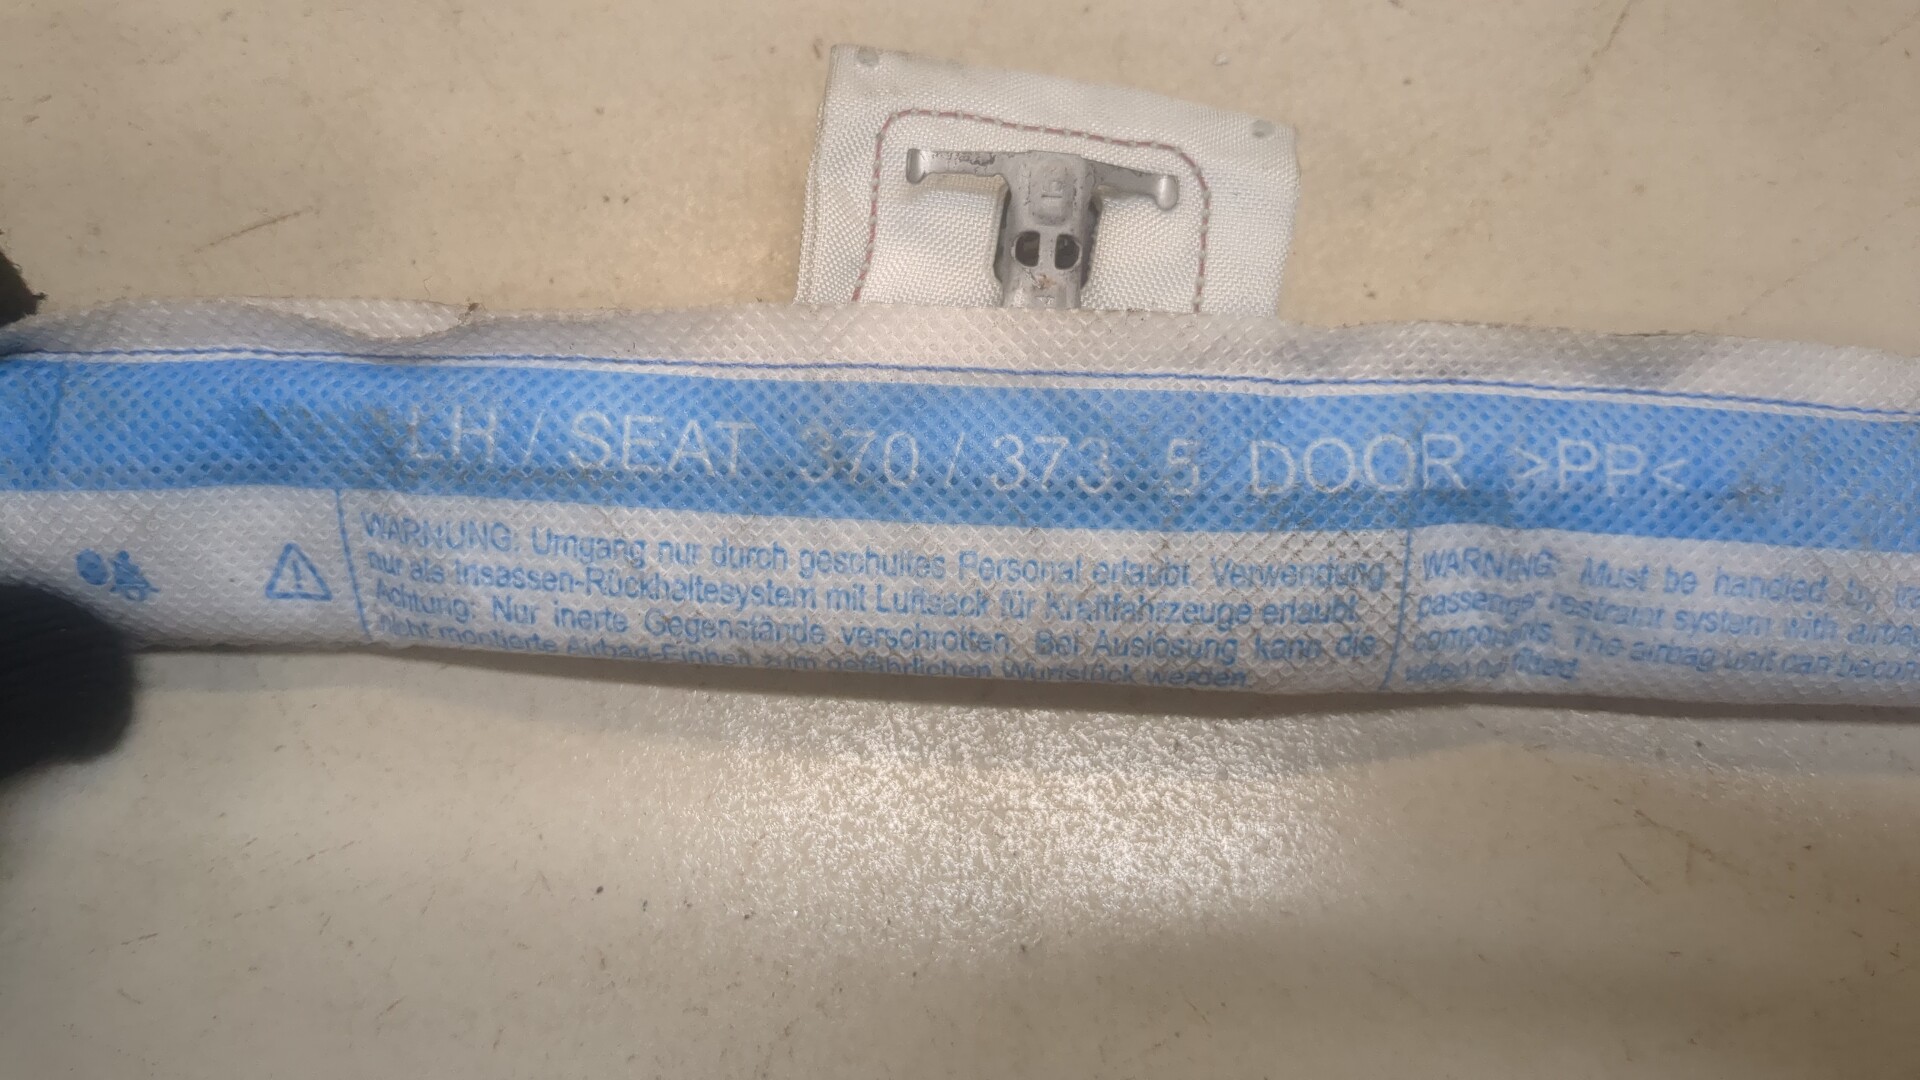 LH / SEAT 370 / 373 5 DOOR >PP<
WARNUNG: Umgang nur durch geschultes Personal erlaubt. Verwendung
nur als Insassen-Rückhaltesystem mit Luftsack für Kraftfahrzeuge erlaubt.
Achtung: Nur inerte Gegenstände verschrotten. Bei Auslösung kann die
nicht montierte Airbag-Einheit zum gefährlichen Wurfstück werden.
WARNING: Must be handled by
passenger restraint system with
components. The airbag unit can